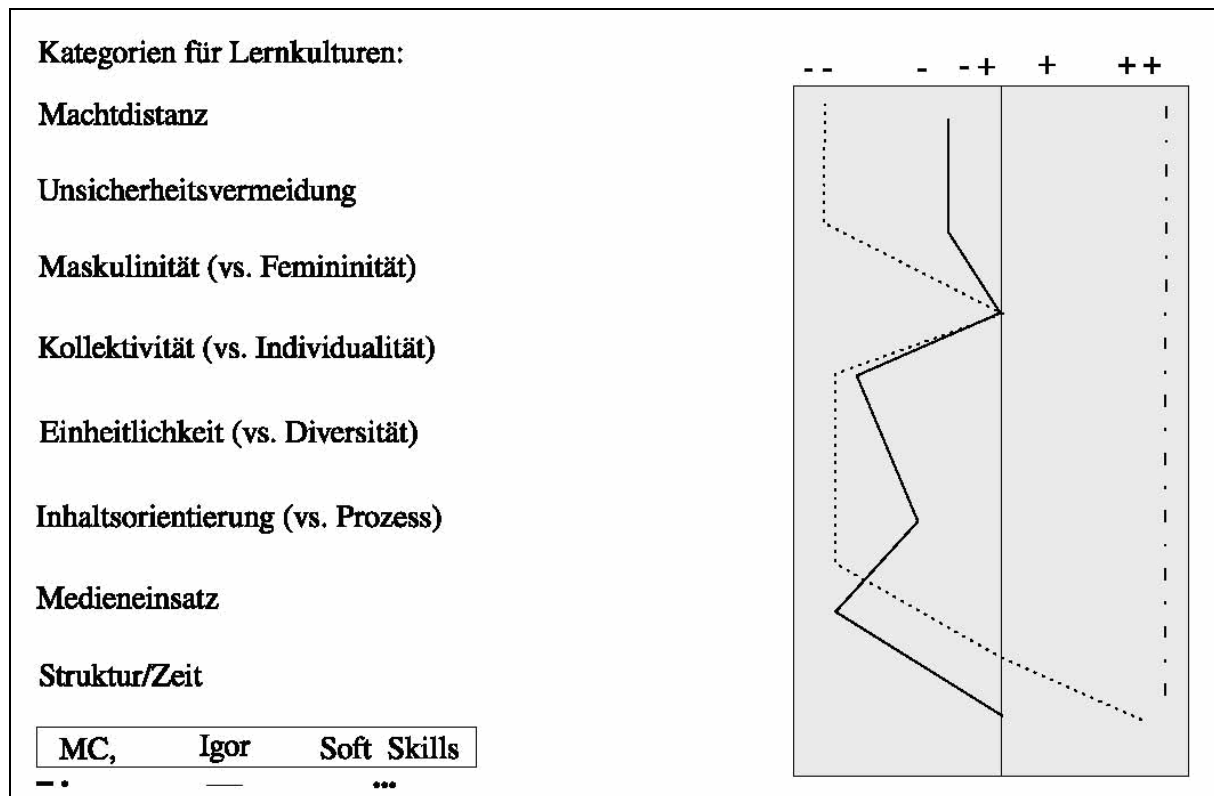 Kategorien für Lernkulturen:
-- - -+ + ++
Machtdistanz
Unsicherheitsvermeidung
Maskulinität (vs. Femininität)
Kollektivität (vs. Individualität)
Einheitlichkeit (vs. Diversität)
Inhaltsorientierung (vs. Prozess)
Medieneinsatz
Struktur/Zeit
MC, Igor Soft Skills